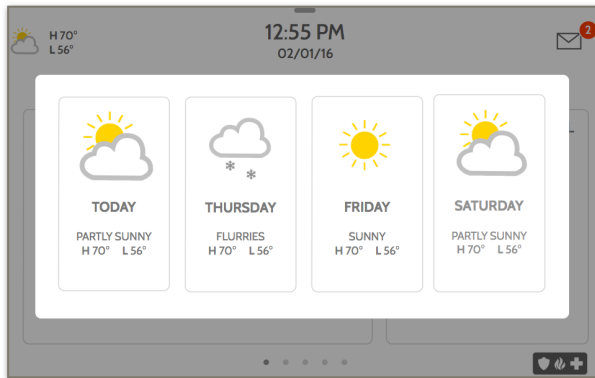 H 70°
L 56°
12:55 PM
02/01/16
2
TODAY
PARTLY SUNNY
H 70° L 56°
THURSDAY
FLURRIES
H 70° L 56°
FRIDAY
SUNNY
H 70° L 56°
SATURDAY
PARTLY SUNNY
H 70° L 56°